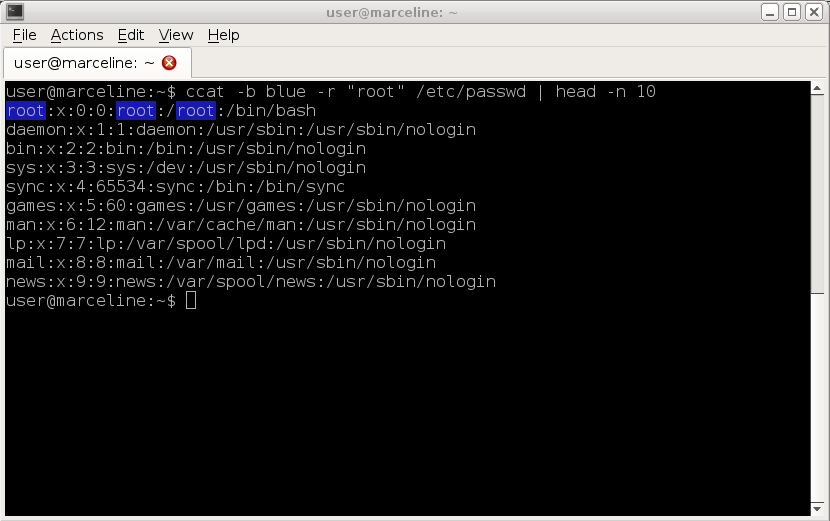 user@marceline: ~
File Actions Edit View Help
user@marceline: ~
user@marceline:~$ ccat -b blue -r "root" /etc/passwd | head -n 10
root:x:0:0:root:/root:/bin/bash
daemon:x:1:1:daemon:/usr/sbin:/usr/sbin/nologin
bin:x:2:2:bin:/bin:/usr/sbin/nologin
sys:x:3:3:sys:/dev:/usr/sbin/nologin
sync:x:4:65534:sync:/bin:/bin/sync
games:x:5:60:games:/usr/games:/usr/sbin/nologin
man:x:6:12:man:/var/cache/man:/usr/sbin/nologin
lp:x:7:7:lp:/var/spool/lpd:/usr/sbin/nologin
mail:x:8:8:mail:/var/mail:/usr/sbin/nologin
news:x:9:9:news:/var/spool/news:/usr/sbin/nologin
user@marceline:~$